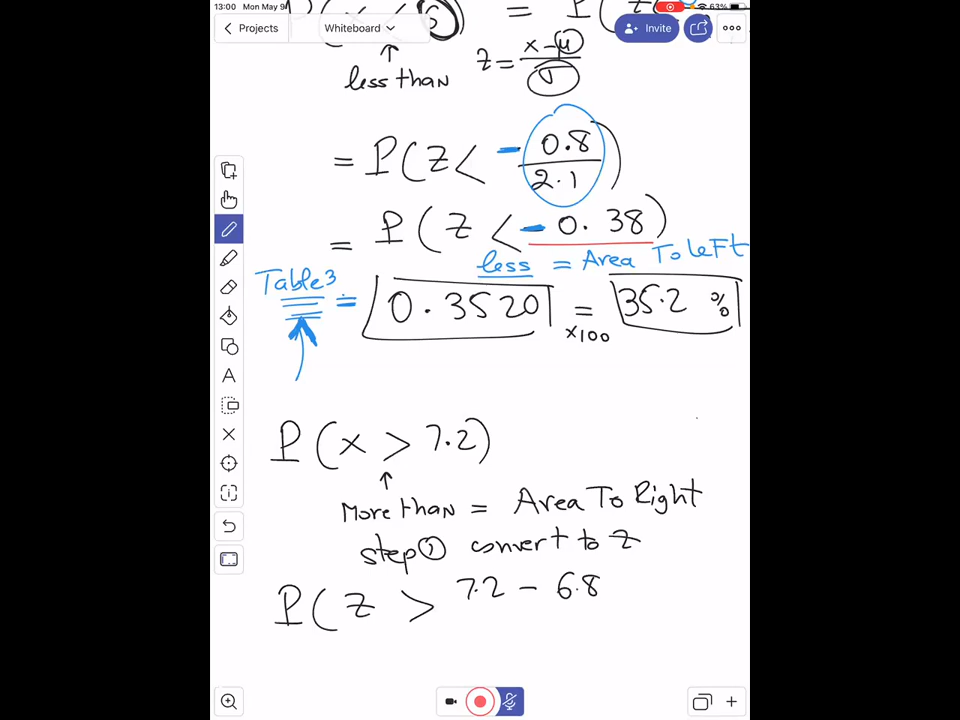 13:00 Mon May 9
63%
Projects
Whiteboard
Invite
less than
z = x - μ / σ
= P(Z < - 0.8 / 2.1)
= P(Z < - 0.38)
less = Area To left
Table3 = 0.3520 = 35.2 %
x100
P(x > 7.2)
More than = Area To Right
step ① convert to Z
P(Z > 7.2 - 6.8
A